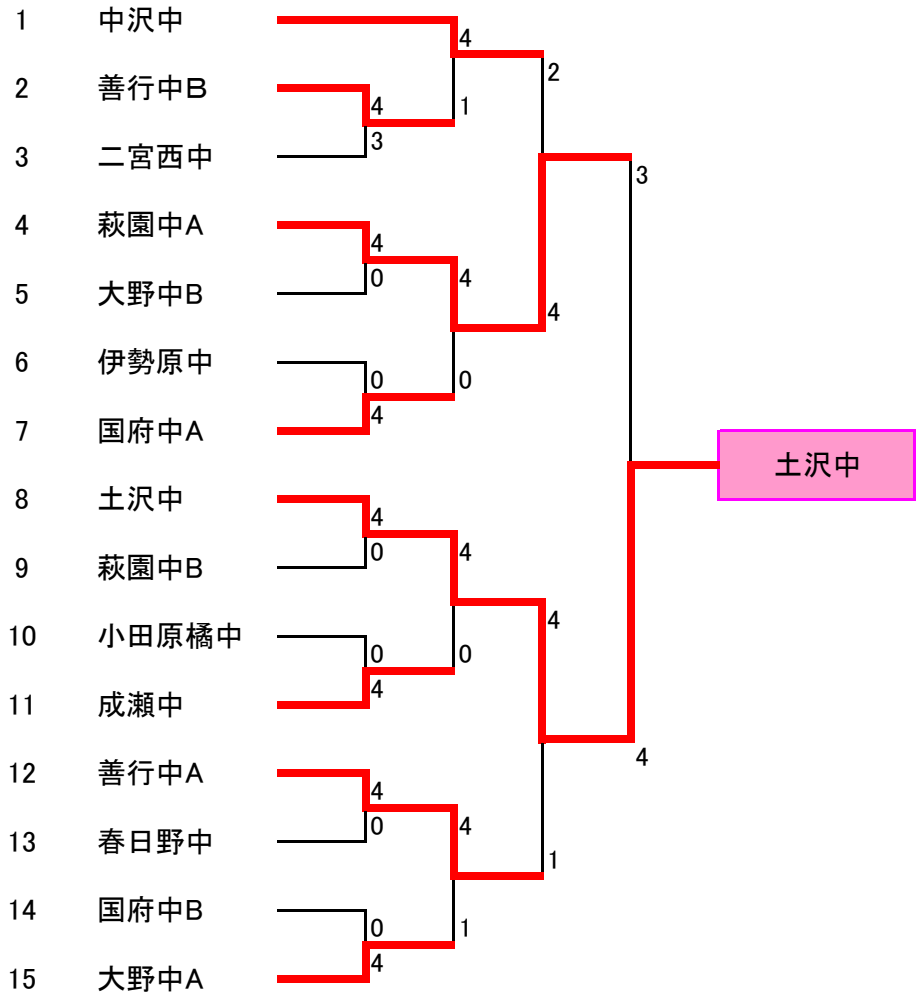 1 中沢中
4
2
2 善行中B
4
1
3
3 二宮西中
3
4 萩園中A
4
0
4
4
5 大野中B
6 伊勢原中
0
0
4
7 国府中A
土沢中
8 土沢中
4
0
4
9 萩園中B
4
10 小田原橘中
0
0
4
11 成瀬中
4
12 善行中A
4
0
4
13 春日野中
1
14 国府中B
0
1
4
15 大野中A